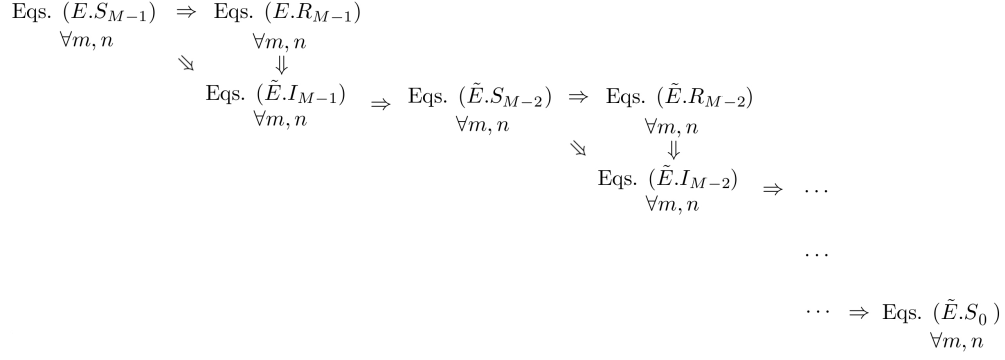 Eqs. (E.S_{M−1}) ⇒ Eqs. (E.R_{M−1})
∀m, n ∀m, n
⇘ ⇓
Eqs. (Ẽ.I_{M−1}) ⇒ Eqs. (Ẽ.S_{M−2}) ⇒ Eqs. (Ẽ.R_{M−2})
∀m, n ∀m, n ∀m, n
⇘ ⇓
Eqs. (Ẽ.I_{M−2}) ⇒ ⋯
∀m, n
⋯
⋯ ⇒ Eqs. (Ẽ.S_0 )
∀m, n